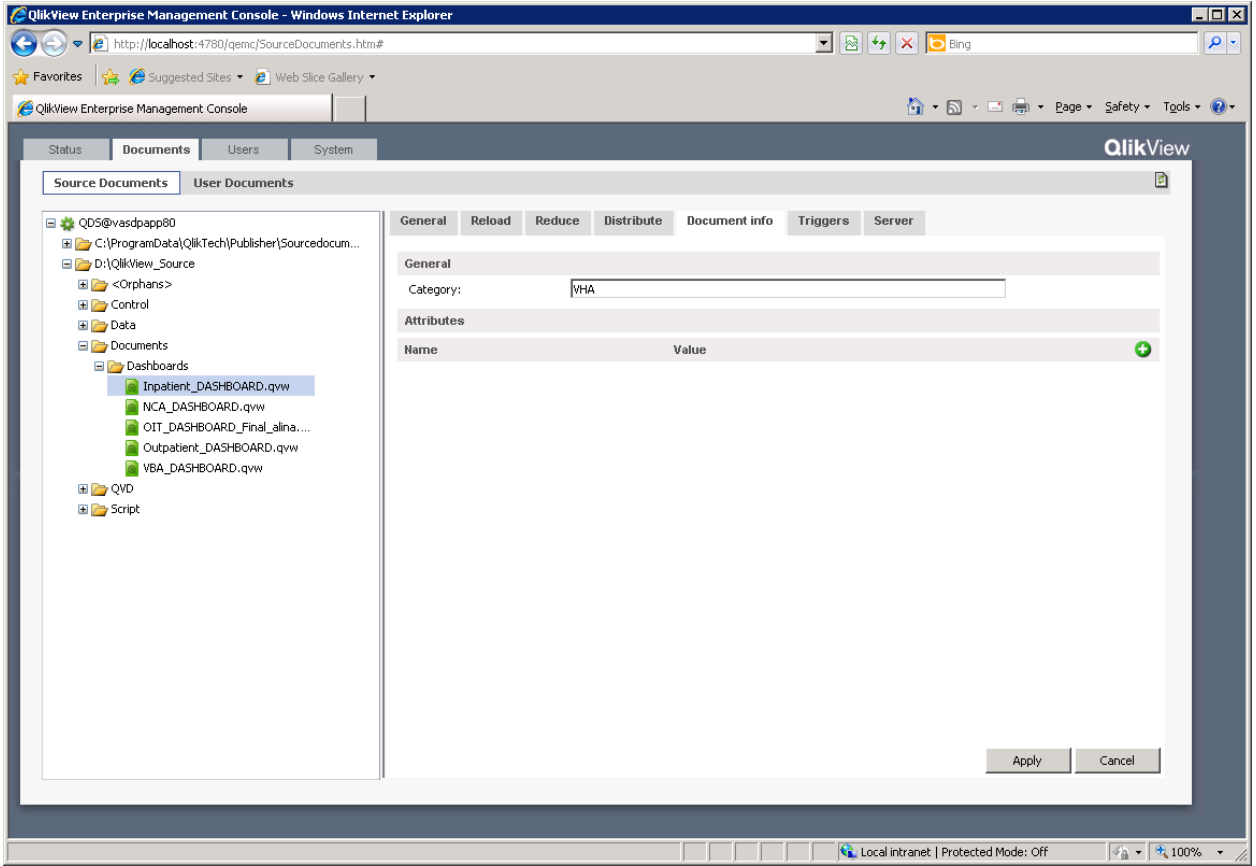 QlikView Enterprise Management Console - Windows Internet Explorer
http://localhost:4780/qemc/SourceDocuments.htm#
Bing
Favorites
Suggested Sites
Web Slice Gallery
QlikView Enterprise Management Console
Page Safety Tools
Status Documents Users System
QlikView
Source Documents User Documents
QDS@vasdpapp80
C:\ProgramData\QlikTech\Publisher\Sourcedocum...
D:\QlikView_Source
<Orphans>
Control
Data
Documents
Dashboards
Inpatient_DASHBOARD.qvw
NCA_DASHBOARD.qvw
OIT_DASHBOARD_Final_alina....
Outpatient_DASHBOARD.qvw
VBA_DASHBOARD.qvw
QVD
Script
General Reload Reduce Distribute Document info Triggers Server
General
Category: VHA
Attributes
Name Value
Apply Cancel
Local intranet | Protected Mode: Off
100%